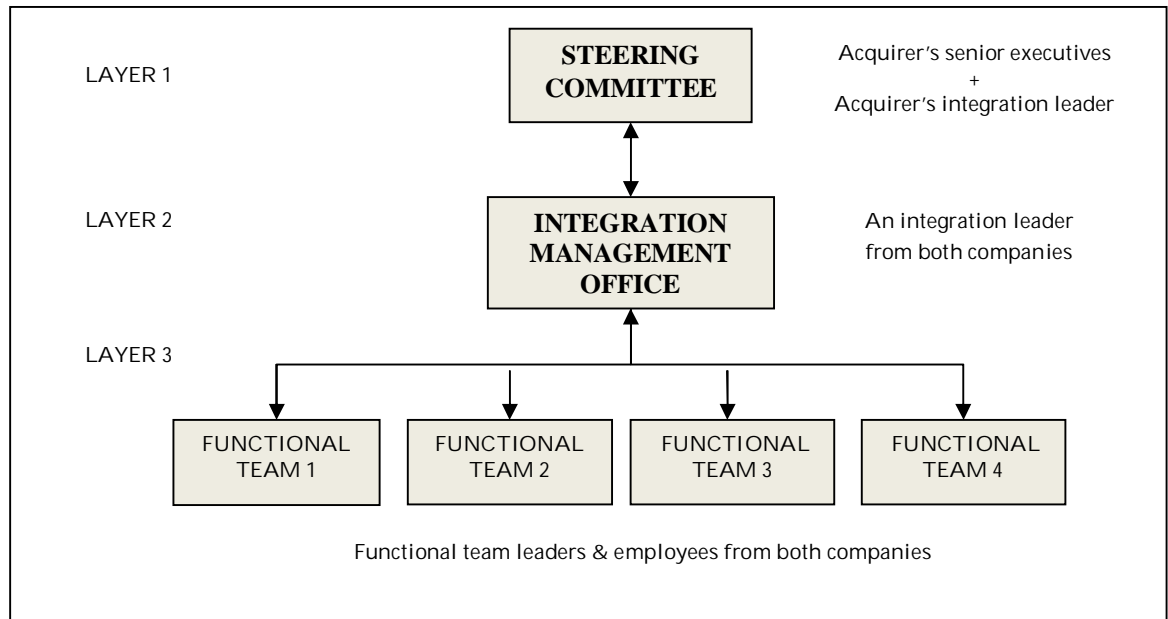 LAYER 1
STEERING
COMMITTEE
Acquirer's senior executives
+
Acquirer's integration leader
LAYER 2
INTEGRATION
MANAGEMENT
OFFICE
An integration leader
from both companies
LAYER 3
FUNCTIONAL
TEAM 1
FUNCTIONAL
TEAM 2
FUNCTIONAL
TEAM 3
FUNCTIONAL
TEAM 4
Functional team leaders & employees from both companies